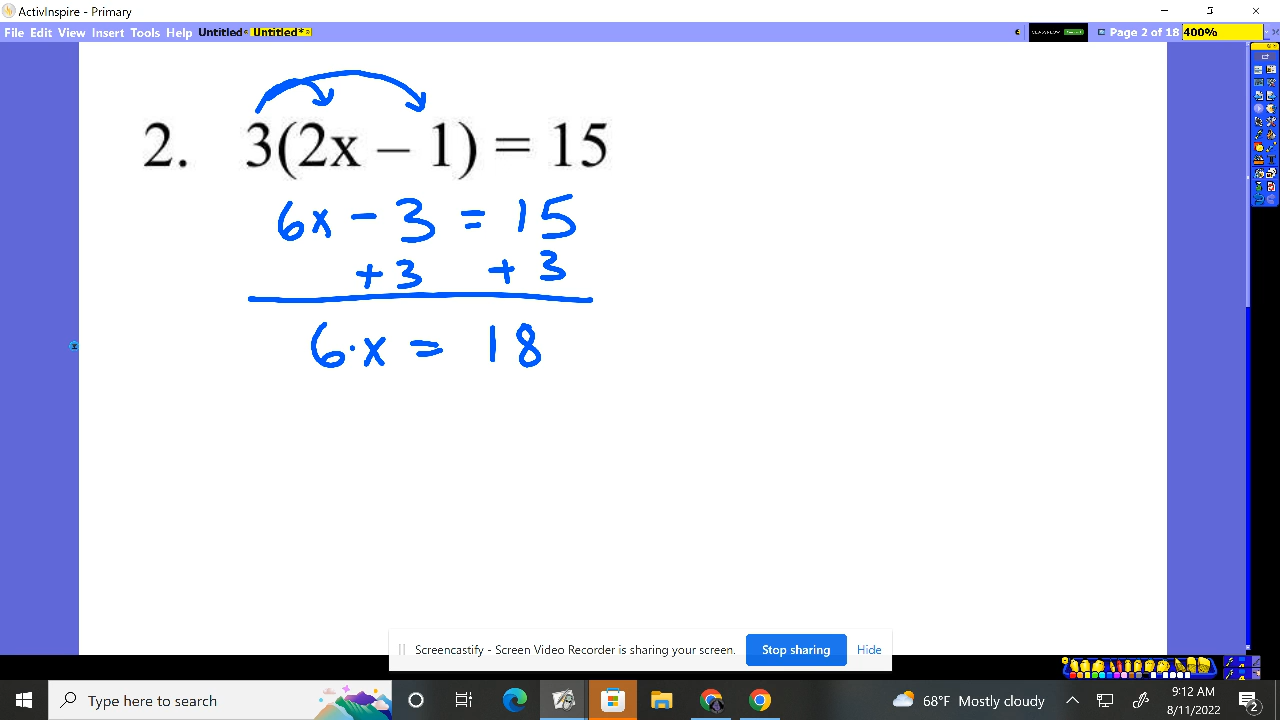 ActivInspire - Primary
File Edit View Insert Tools Help Untitled Untitled* Page 2 of 18 400%
2. 3(2x – 1) = 15
6x - 3 = 15
+3 +3
6·x = 18
Screencastify - Screen Video Recorder is sharing your screen. Stop sharing Hide
Type here to search
68°F Mostly cloudy
9:12 AM
8/11/2022
2